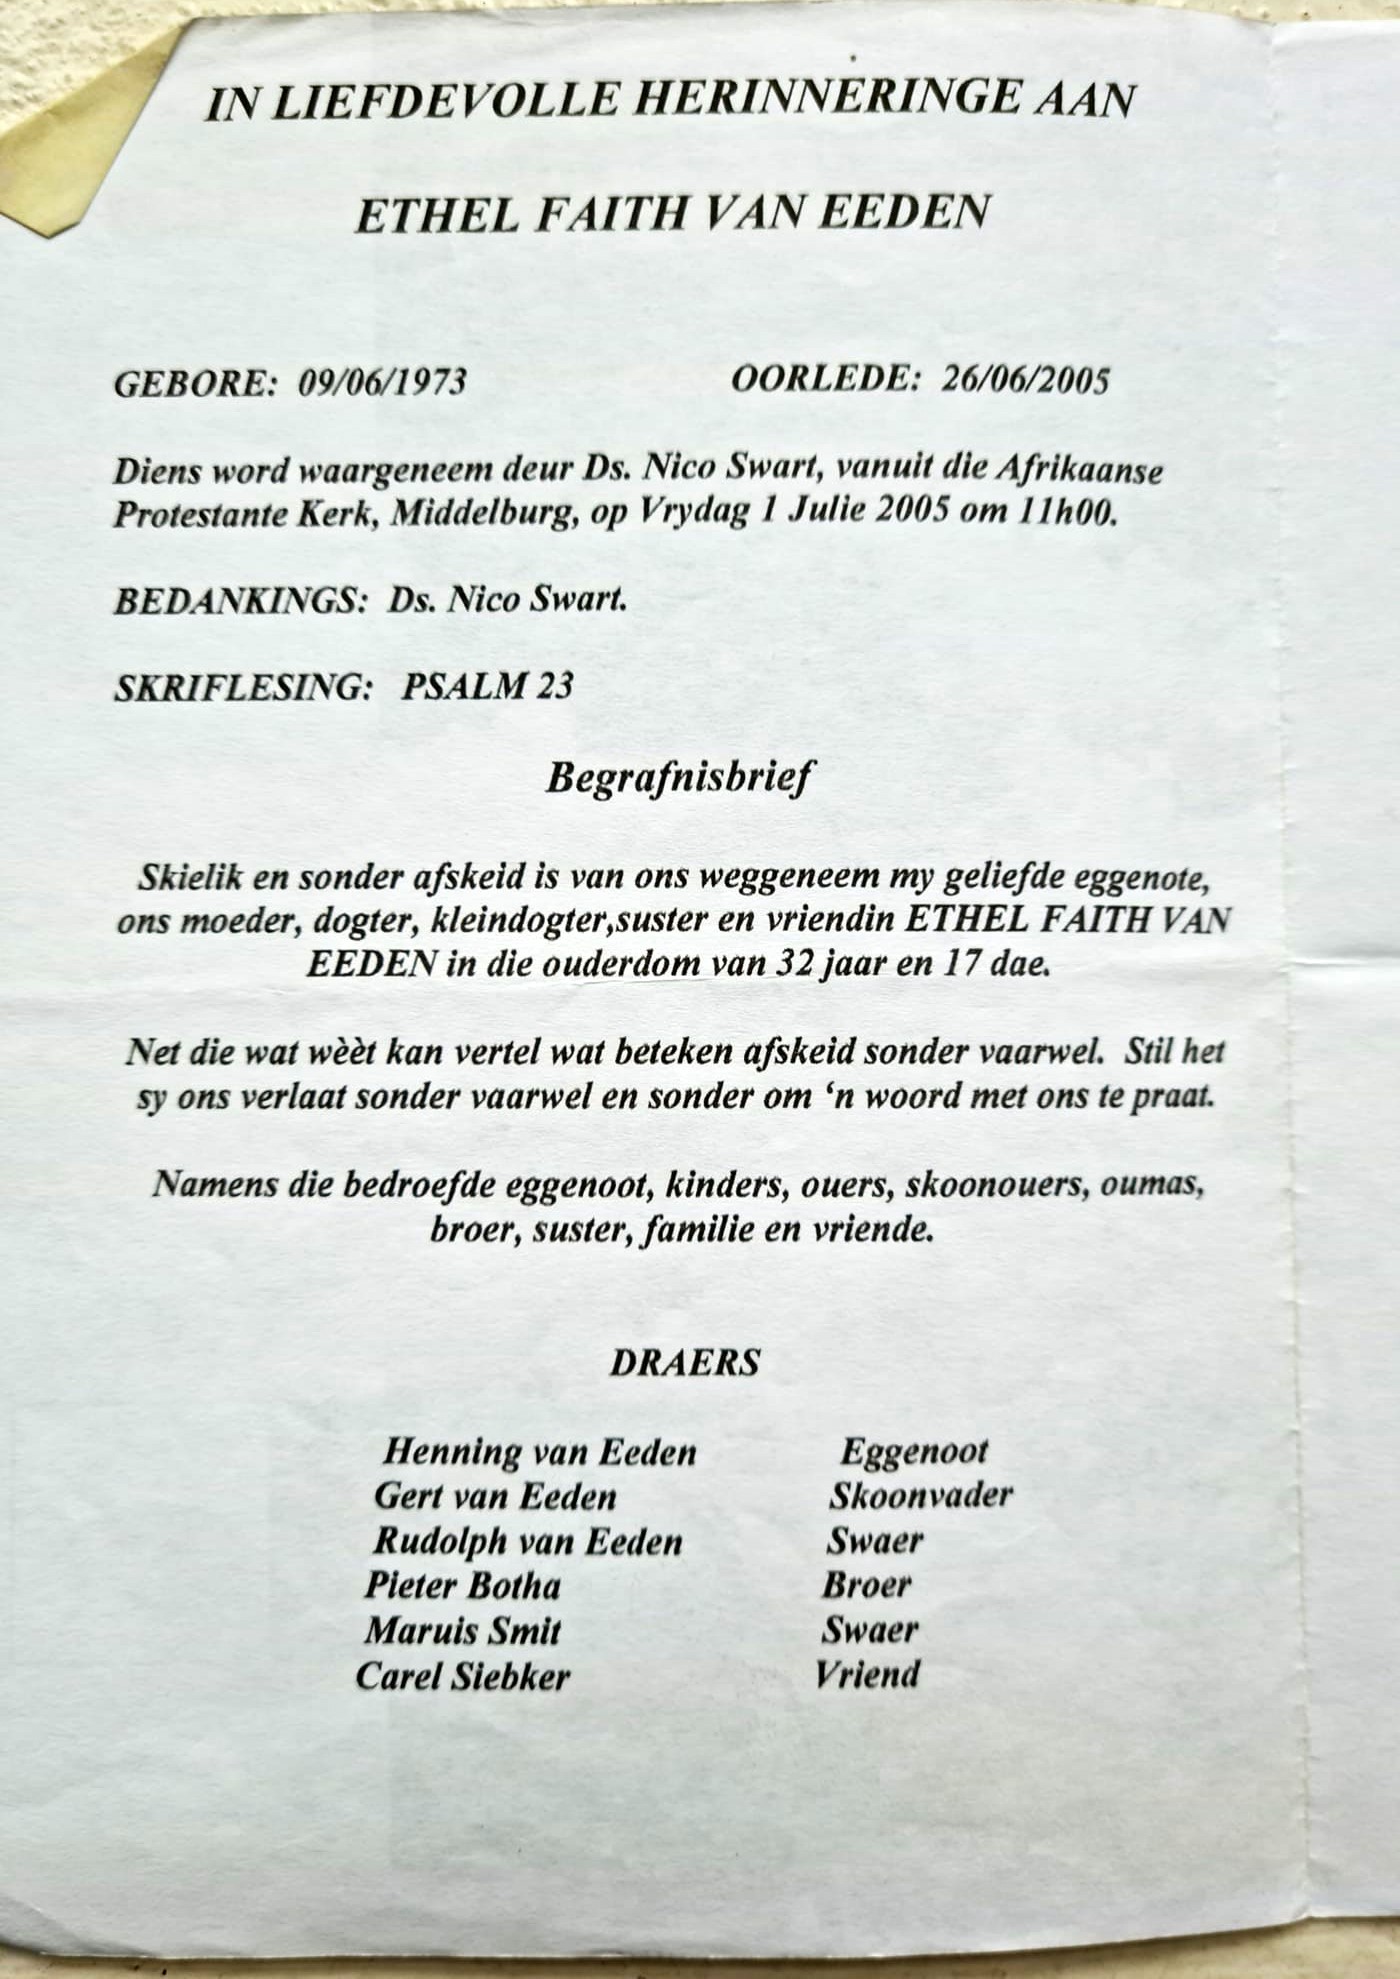 IN LIEFDEVOLLE HERINNERINGE AAN
ETHEL FAITH VAN EEDEN
GEBORE: 09/06/1973 OORLEDE: 26/06/2005
Diens word waargeneem deur Ds. Nico Swart, vanuit die Afrikaanse
Protestante Kerk, Middelburg, op Vrydag 1 Julie 2005 om 11h00.
BEDANKINGS: Ds. Nico Swart.
SKRIFLESING: PSALM 23
Begrafnisbrief
Skielik en sonder afskeid is van ons weggeneem my geliefde eggenote,
ons moeder, dogter, kleindogter,suster en vriendin ETHEL FAITH VAN
EEDEN in die ouderdom van 32 jaar en 17 dae.
Net die wat wèèt kan vertel wat beteken afskeid sonder vaarwel. Stil het
sy ons verlaat sonder vaarwel en sonder om ‘n woord met ons te praat.
Namens die bedroefde eggenoot, kinders, ouers, skoonouers, oumas,
broer, suster, familie en vriende.
DRAERS
Henning van Eeden Eggenoot
Gert van Eeden Skoonvader
Rudolph van Eeden Swaer
Pieter Botha Broer
Maruis Smit Swaer
Carel Siebker Vriend